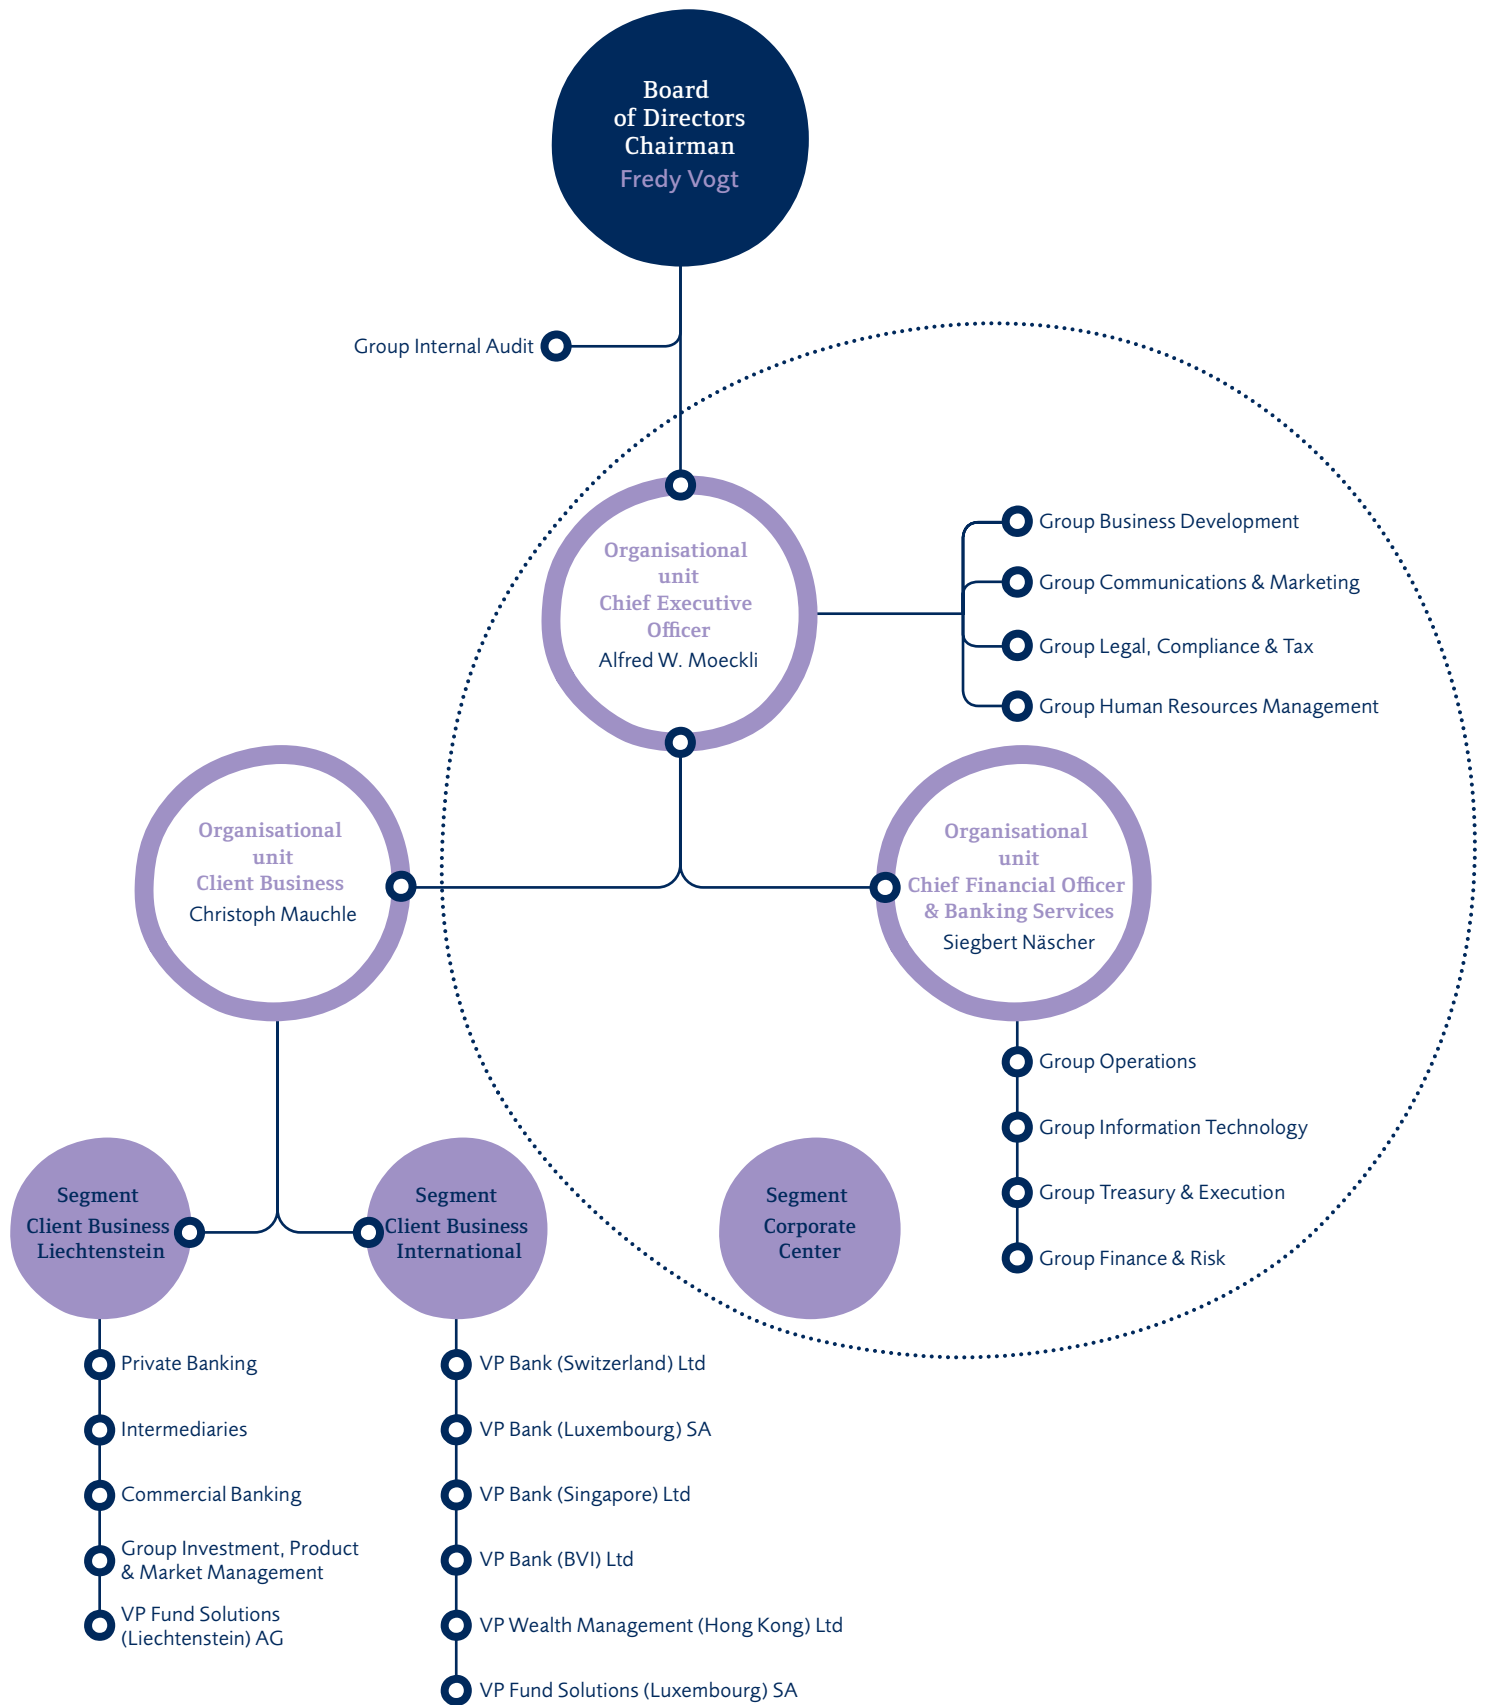 Board
of Directors
Chairman
Fredy Vogt
Group Internal Audit
Organisational
unit
Chief Executive
Officer
Alfred W. Moeckli
Group Business Development
Group Communications & Marketing
Group Legal, Compliance & Tax
Group Human Resources Management
Organisational
unit
Client Business
Christoph Mauchle
Organisational
unit
Chief Financial Officer
& Banking Services
Siegbert Näscher
Group Operations
Group Information Technology
Group Treasury & Execution
Group Finance & Risk
Segment
Client Business
Liechtenstein
Segment
Client Business
International
Segment
Corporate
Center
Private Banking
Intermediaries
Commercial Banking
Group Investment, Product
& Market Management
VP Fund Solutions
(Liechtenstein) AG
VP Bank (Switzerland) Ltd
VP Bank (Luxembourg) SA
VP Bank (Singapore) Ltd
VP Bank (BVI) Ltd
VP Wealth Management (Hong Kong) Ltd
VP Fund Solutions (Luxembourg) SA